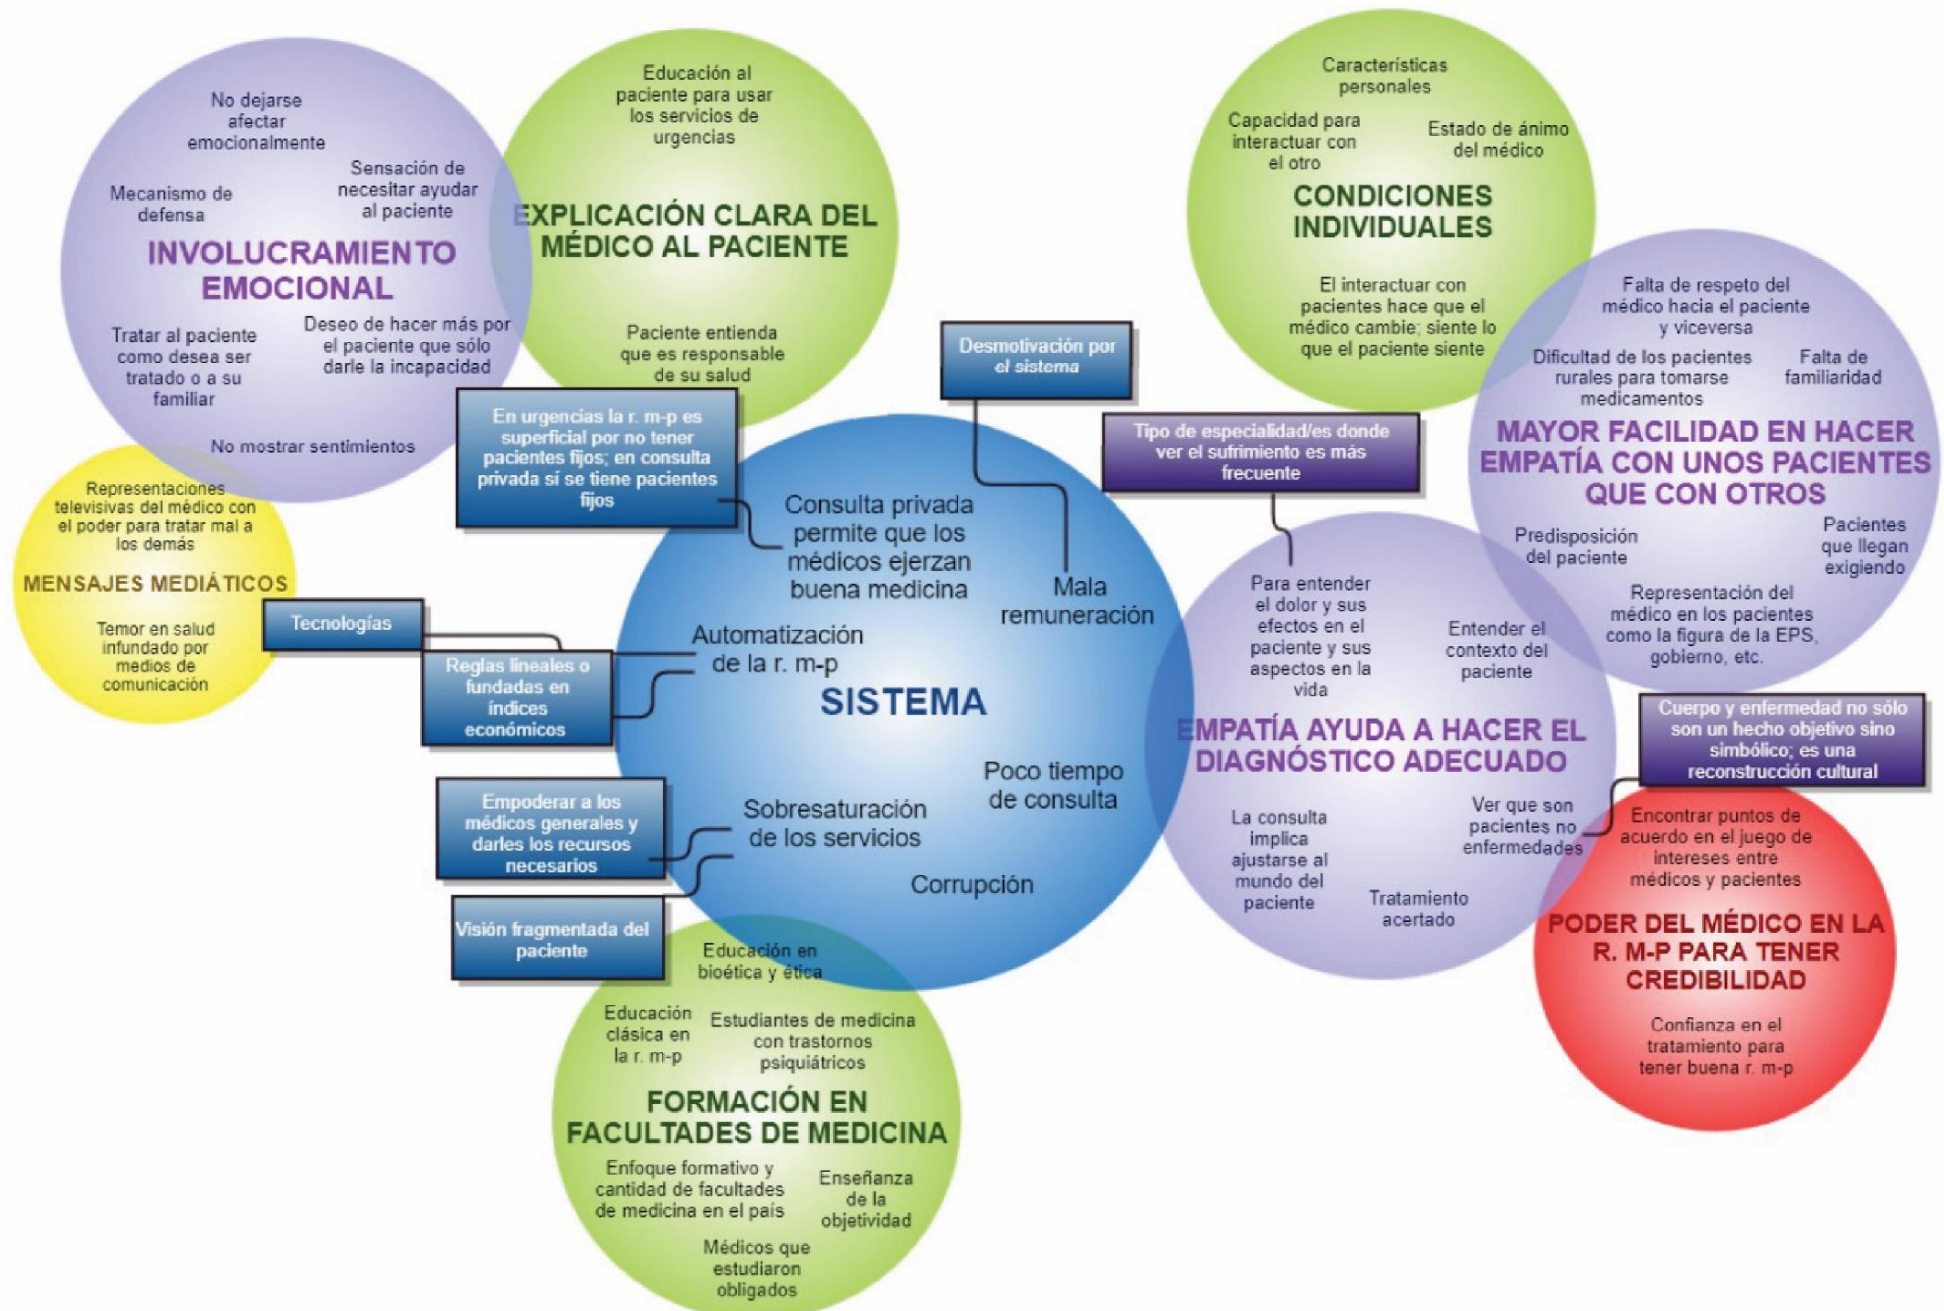 No dejarse
afectar
emocionalmente
Sensación de
necesitar ayudar
al paciente
Mecanismo de
defensa
INVOLUCRAMIENTO
EMOCIONAL
Tratar al paciente
como desea ser
tratado o a su
familiar
Deseo de hacer más por
el paciente que sólo
darle la incapacidad
No mostrar sentimientos
Educación al
paciente para usar
los servicios de
urgencias
EXPLICACIÓN CLARA DEL
MÉDICO AL PACIENTE
Paciente entienda
que es responsable
de su salud
Características
personales
Capacidad para
interactuar con
el otro
Estado de ánimo
del médico
CONDICIONES
INDIVIDUALES
El interactuar con
pacientes hace que el
médico cambie; siente lo
que el paciente siente
Falta de respeto del
médico hacia el paciente
y viceversa
Dificultad de los pacientes
rurales para tomarse
medicamentos
Falta de
familiaridad
MAYOR FACILIDAD EN HACER
EMPATÍA CON UNOS PACIENTES
QUE CON OTROS
Predisposición
del paciente
Pacientes
que llegan
exigiendo
Representación del
médico en los pacientes
como la figura de la EPS,
gobierno, etc.
Representaciones
televisivas del médico con
el poder para tratar mal a
los demás
MENSAJES MEDIÁTICOS
Temor en salud
infundado por
medios de
comunicación
En urgencias la r. m-p es
superficial por no tener
pacientes fijos; en consulta
privada sí se tiene pacientes
fijos
Desmotivación por
el sistema
Tipo de especialidad/es donde
ver el sufrimiento es más
frecuente
Tecnologías
Reglas lineales o
fundadas en
índices
económicos
Empoderar a los
médicos generales y
darles los recursos
necesarios
Visión fragmentada del
paciente
Consulta privada
permite que los
médicos ejerzan
buena medicina
Mala
remuneración
Automatización
de la r. m-p
SISTEMA
Poco tiempo
de consulta
Sobresaturación
de los servicios
Corrupción
Para entender
el dolor y sus
efectos en el
paciente y sus
aspectos en la
vida
Entender el
contexto del
paciente
EMPATÍA AYUDA A HACER EL
DIAGNÓSTICO ADECUADO
La consulta
implica
ajustarse al
mundo del
paciente
Ver que son
pacientes no
enfermedades
Tratamiento
acertado
Cuerpo y enfermedad no sólo
son un hecho objetivo sino
simbólico; es una
reconstrucción cultural
Encontrar puntos de
acuerdo en el juego de
intereses entre
médicos y pacientes
PODER DEL MÉDICO EN LA
R. M-P PARA TENER
CREDIBILIDAD
Confianza en el
tratamiento para
tener buena r. m-p
Educación en
bioética y ética
Educación
clásica en
la r. m-p
Estudiantes de medicina
con trastornos
psiquiátricos
FORMACIÓN EN
FACULTADES DE MEDICINA
Enfoque formativo y
cantidad de facultades
de medicina en el país
Enseñanza
de la
objetividad
Médicos que
estudiaron
obligados